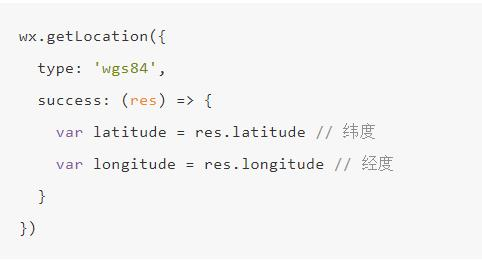 wx.getLocation({
  type: 'wgs84',
  success: (res) => {
    var latitude = res.latitude // 纬度
    var longitude = res.longitude // 经度
  }
})